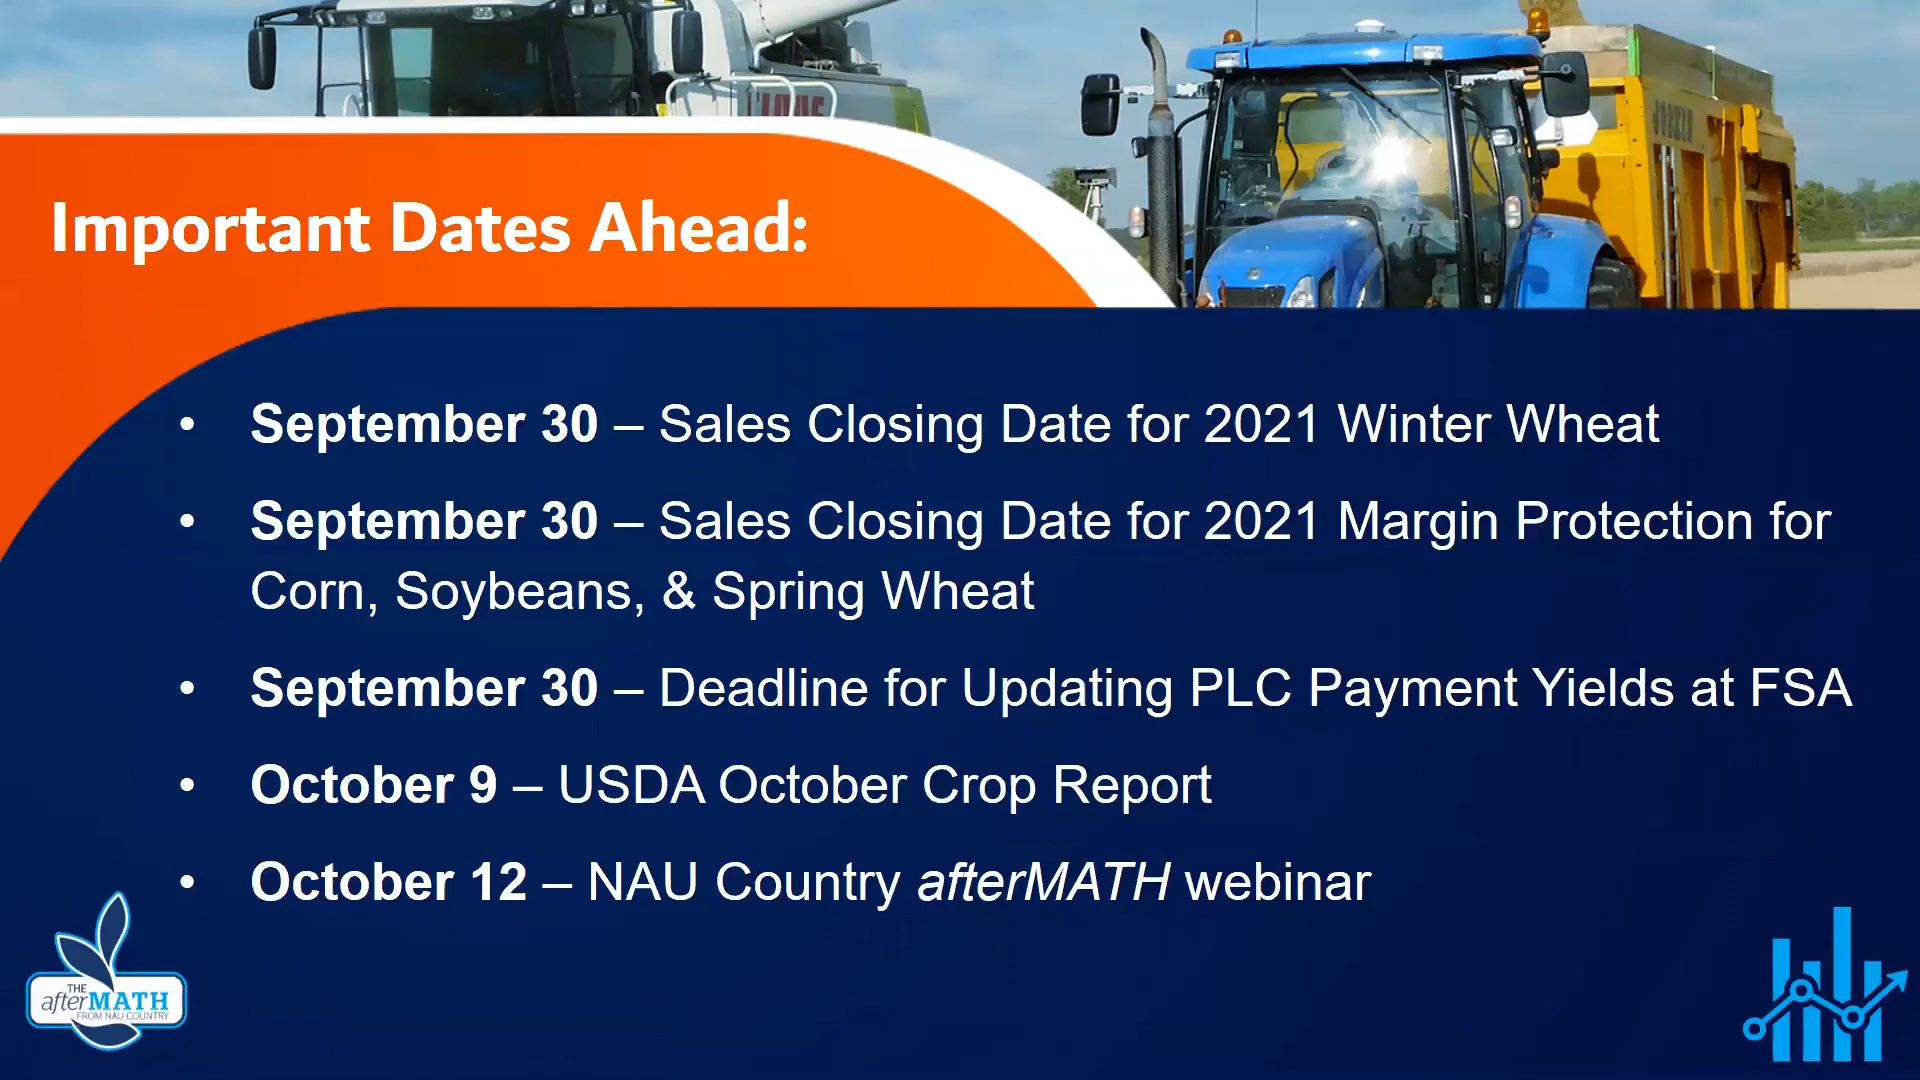 JOSKIN
Important Dates Ahead:
• September 30 – Sales Closing Date for 2021 Winter Wheat
• September 30 – Sales Closing Date for 2021 Margin Protection for
Corn, Soybeans, & Spring Wheat
• September 30 – Deadline for Updating PLC Payment Yields at FSA
• October 9 – USDA October Crop Report
• October 12 – NAU Country afterMATH webinar
THE
afterMATH
FROM NAU COUNTRY